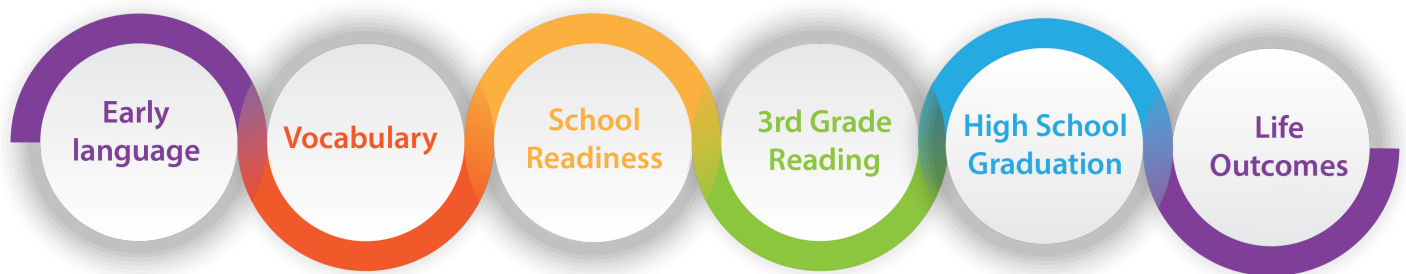 Early
language
Vocabulary
School
Readiness
3rd Grade
Reading
High School
Graduation
Life
Outcomes